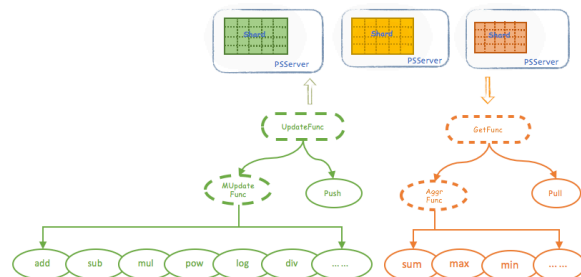 Shard
Shard
Shard
PSServer
PSServer
PSServer
UpdateFunc
GetFunc
MUpdate
Func
Push
Aggr
Func
Pull
add
sub
mul
pow
log
div
... ...
sum
max
min
... ...